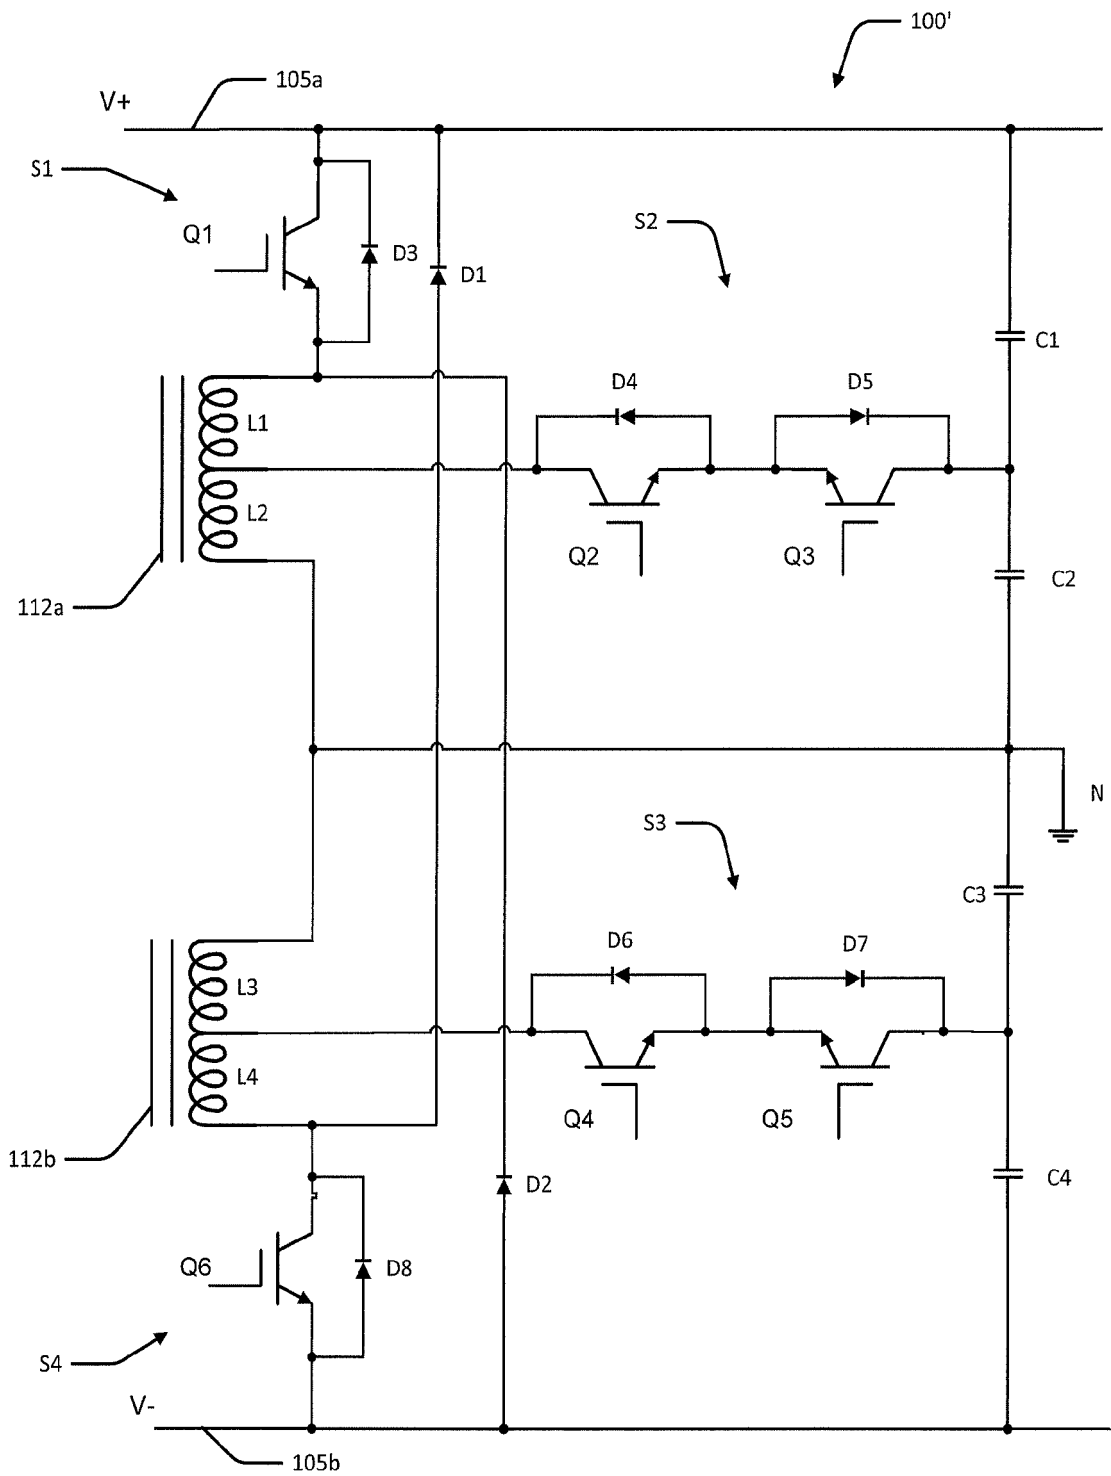 100'
105a
V+
S1
S2
Q1
D3
D1
C1
D4
D5
L1
L2
Q2
Q3
C2
112a
N
S3
C3
D6
D7
L3
L4
Q4
Q5
112b
D2
C4
Q6
D8
S4
V-
105b